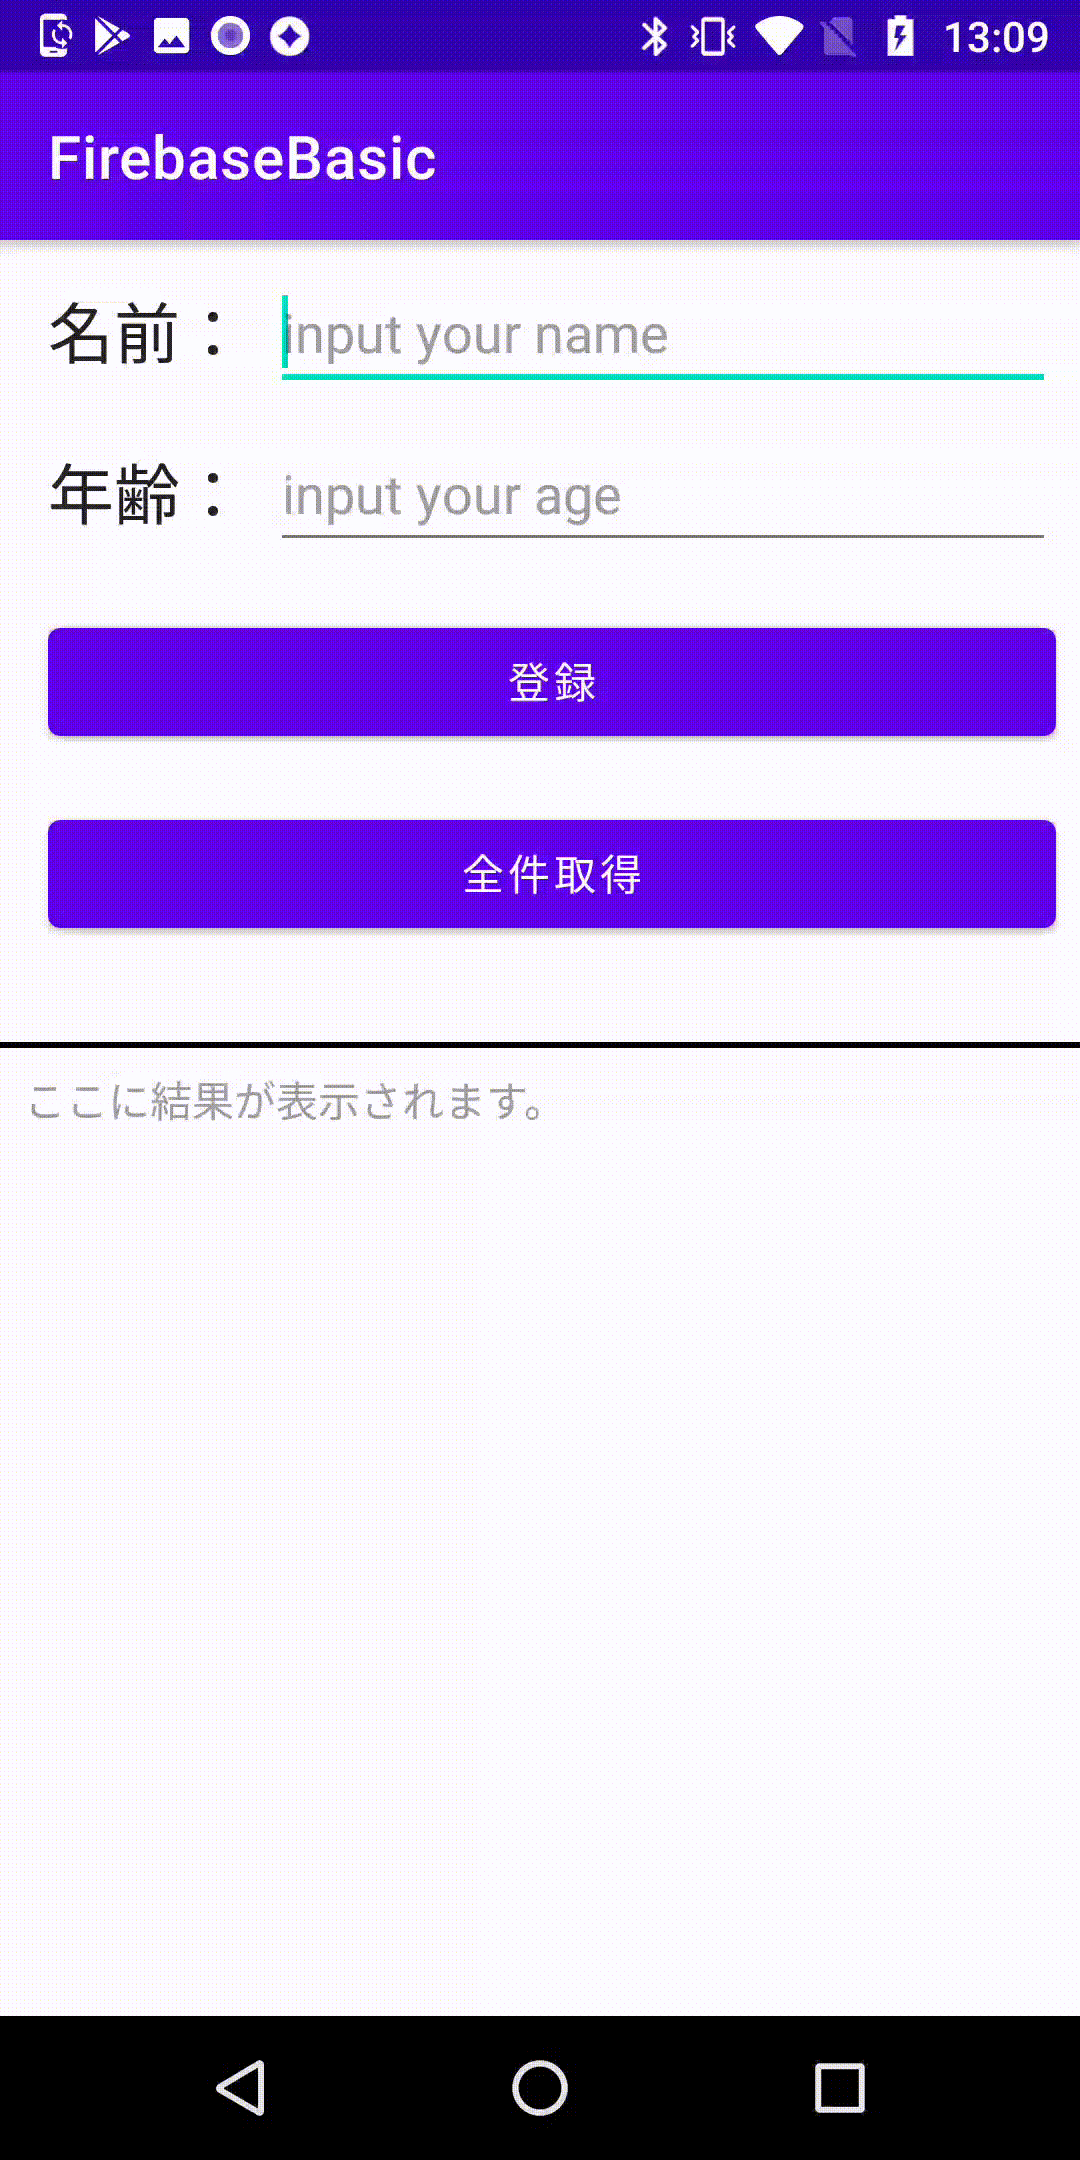 13:09
FirebaseBasic
名前： input your name
年齢： input your age
登録
全件取得
ここに結果が表示されます。